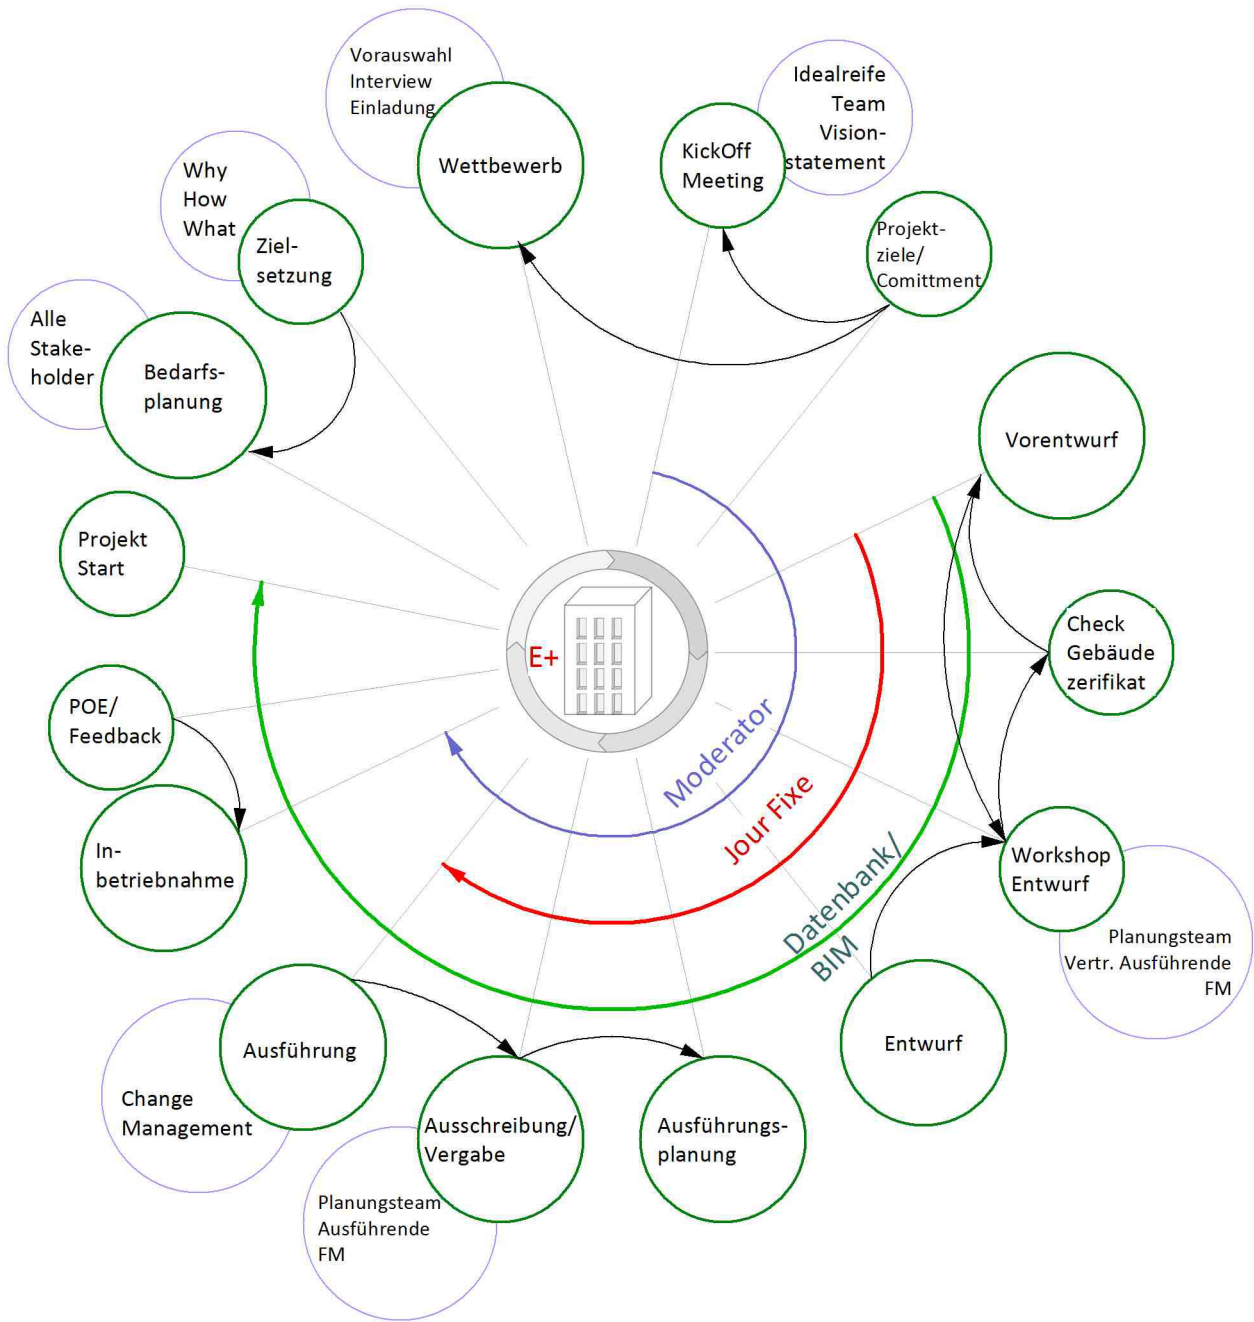 Vorauswahl
Interview
Einladung
Wettbewerb
Idealreife
Team
Vision-
statement
KickOff
Meeting
Projekt-
ziele/
Comittment
Why
How
What
Ziel-
setzung
Alle
Stake-
holder
Bedarfs-
planung
Vorentwurf
Projekt
Start
Check
Gebäude
zerifikat
E+
POE/
Feedback
Moderator
Jour Fixe
Datenbank/
BIM
In-
betriebnahme
Workshop
Entwurf
Planungsteam
Vertr. Ausführende
FM
Ausführung
Entwurf
Change
Management
Ausschreibung/
Vergabe
Ausführungs-
planung
Planungsteam
Ausführende
FM